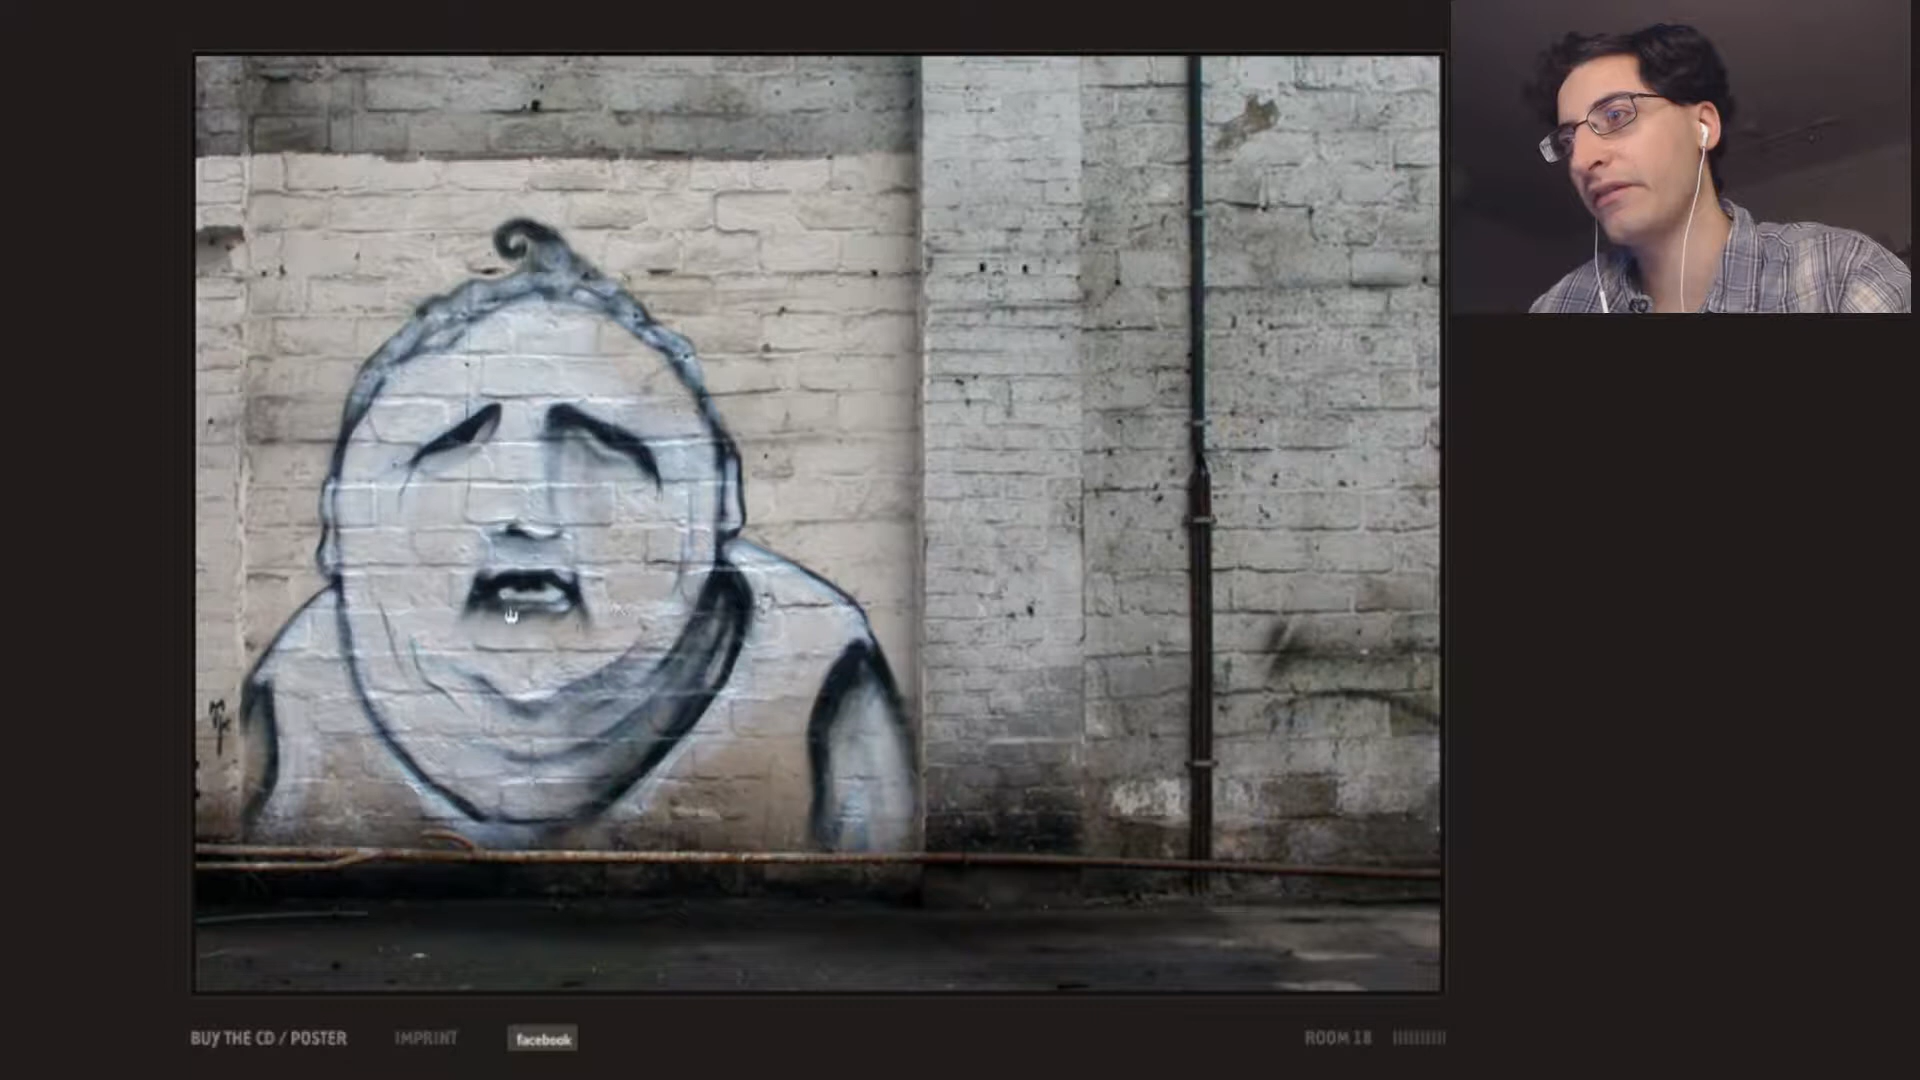 BUY THE CD / POSTER
IMPRINT
facebook
ROOM 18